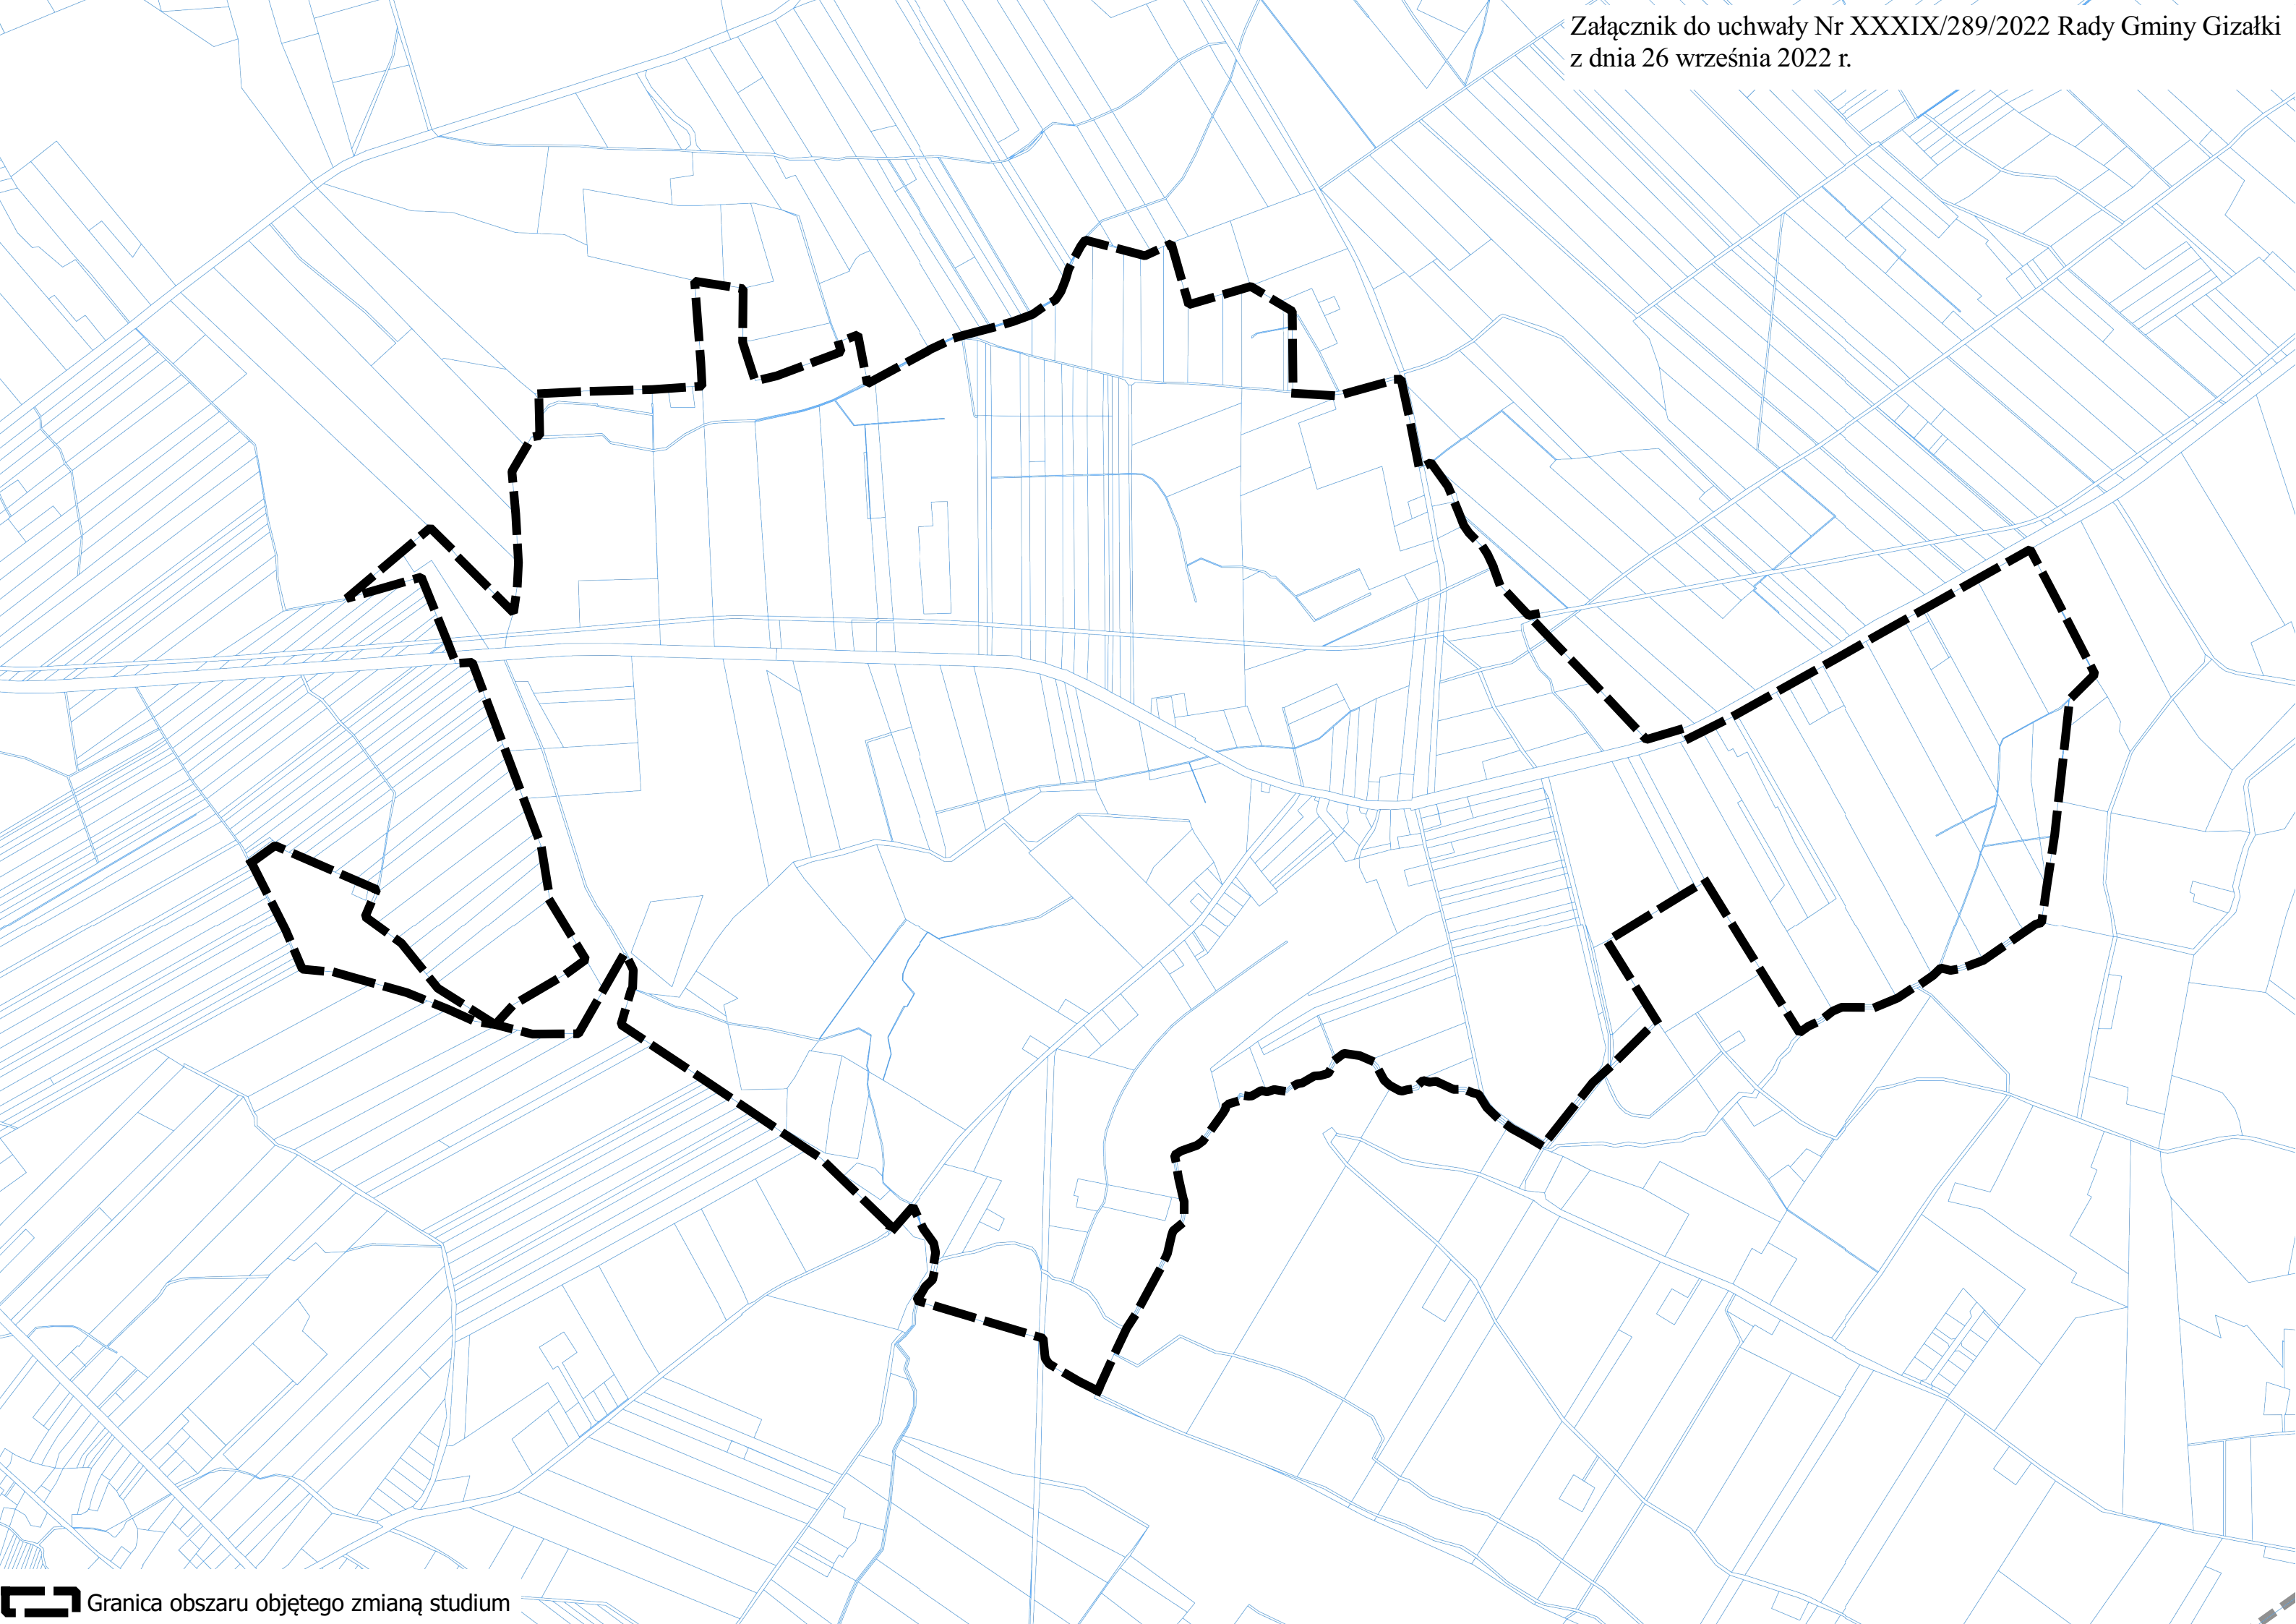 Załącznik do uchwały Nr XXXIX/289/2022 Rady Gminy Gizałki
z dnia 26 września 2022 r.
Granica obszaru objętego zmianą studium